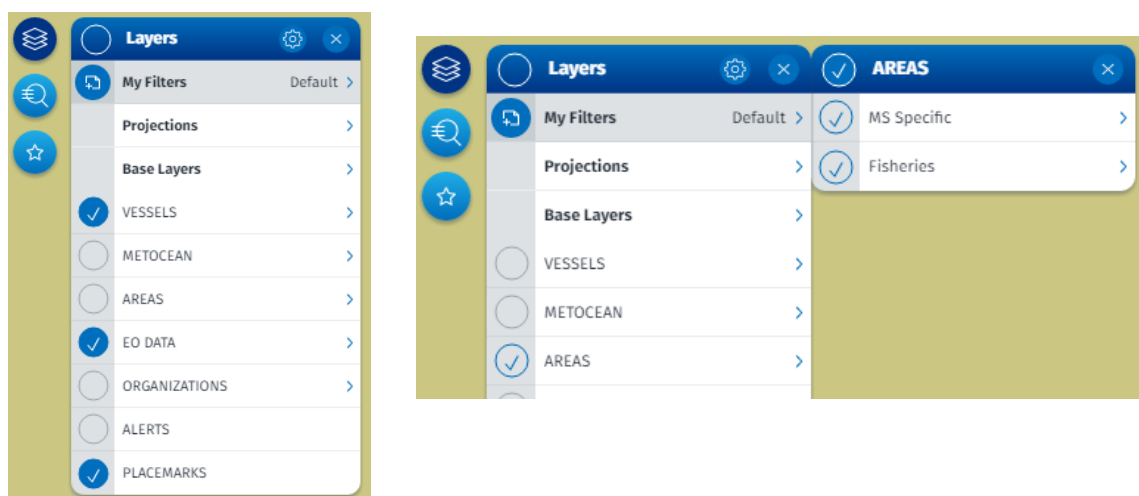 Layers
My Filters Default
Projections
Base Layers
VESSELS
METOCEAN
AREAS
EO DATA
ORGANIZATIONS
ALERTS
PLACEMARKS
Layers
My Filters Default
Projections
Base Layers
VESSELS
METOCEAN
AREAS
AREAS
MS Specific
Fisheries